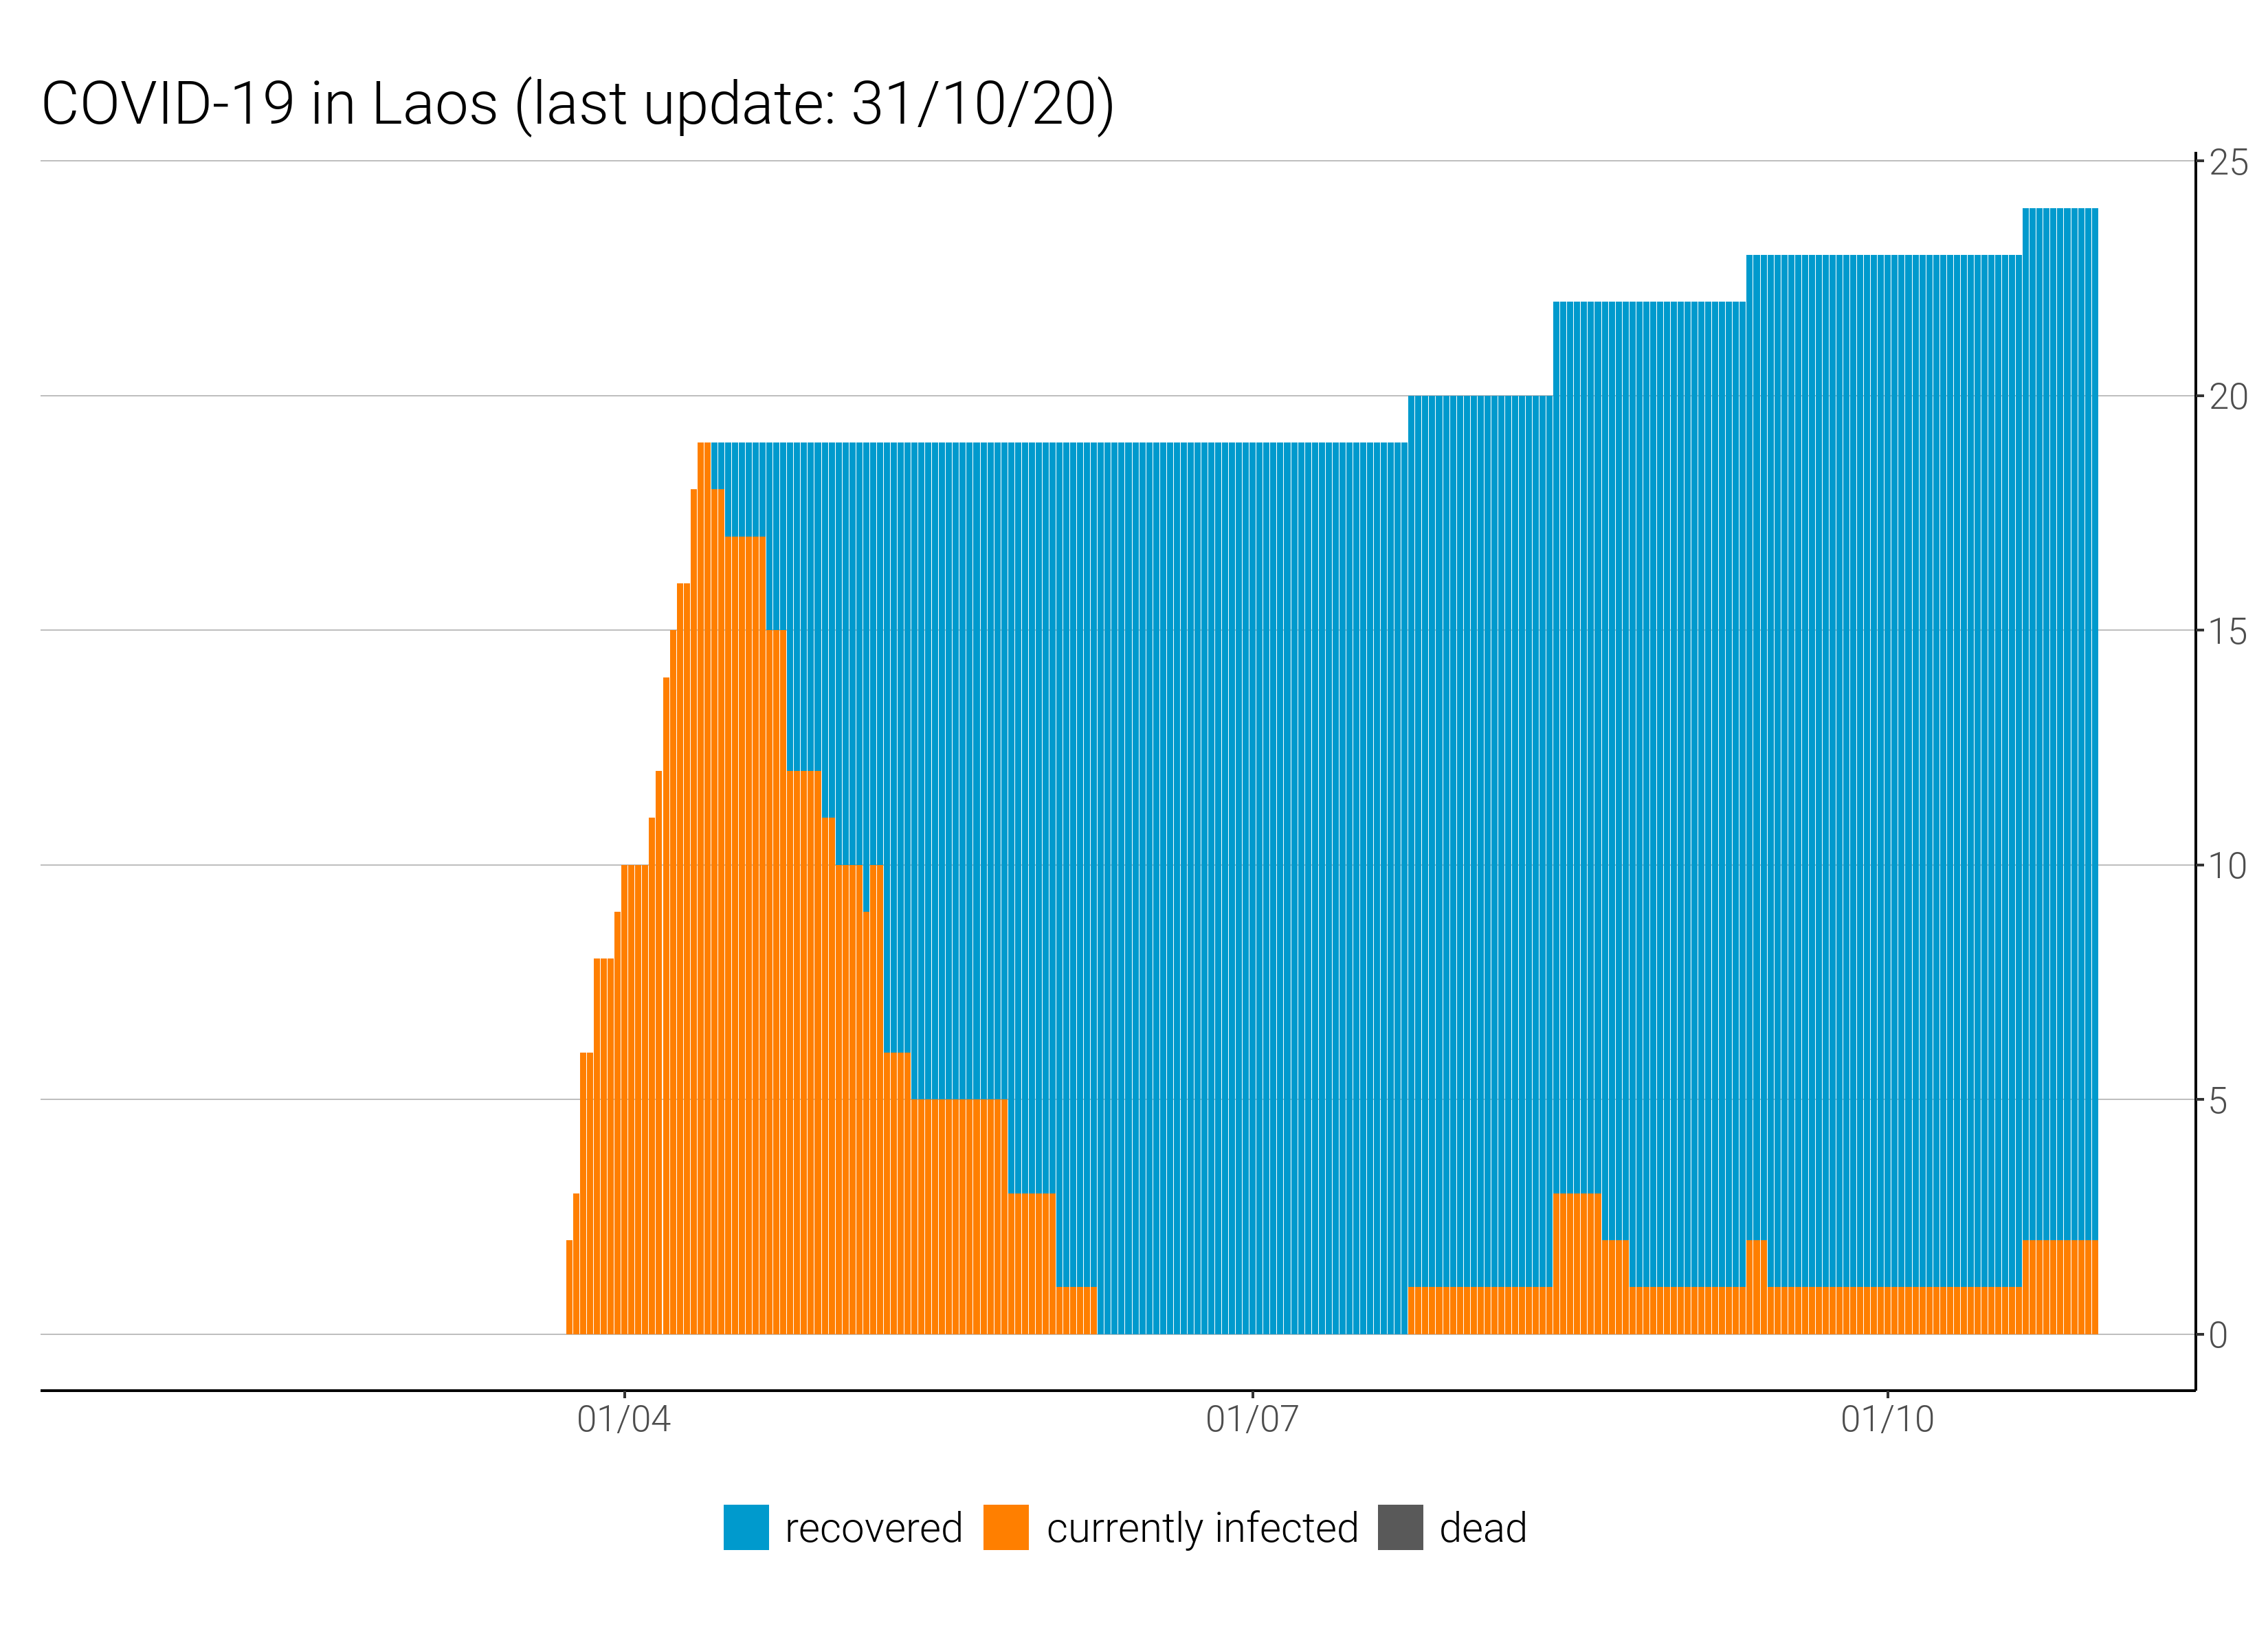 COVID-19 in Laos (last update: 31/10/20)
25
20
15
10
5
0
01/04 01/07 01/10
recovered currently infected dead